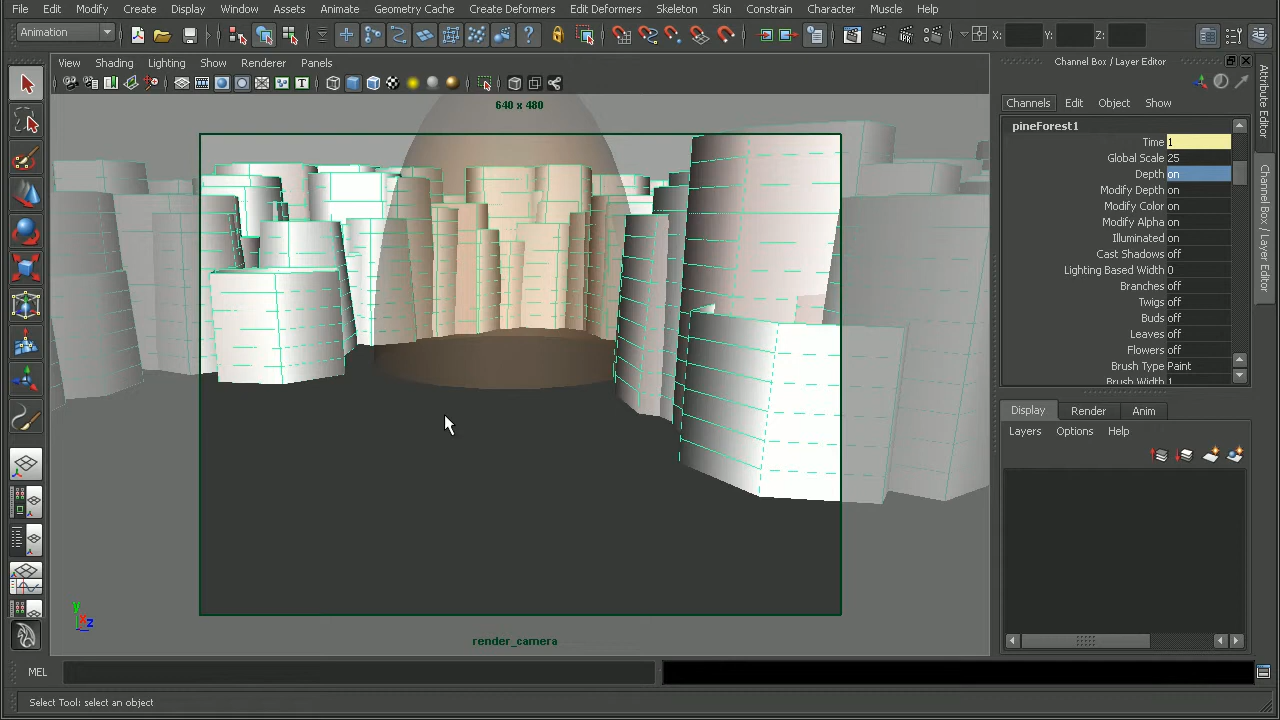 File Edit Modify Create Display Window Assets Animate Geometry Cache Create Deformers Edit Deformers Skeleton Skin Constrain Character Muscle Help
Animation X: Y: Z:
View Shading Lighting Show Renderer Panels
Channel Box / Layer Editor
Channels Edit Object Show
640 x 480
pineForest1
Time 1
Global Scale 25
Depth on
Modify Depth on
Modify Color on
Modify Alpha on
Illuminated on
Cast Shadows off
Lighting Based Width 0
Branches off
Twigs off
Buds off
Leaves off
Flowers off
Brush Type Paint
Brush Width 1
Attribute Editor
Channel Box / Layer Editor
Display Render Anim
Layers Options Help
y
x z
render_camera
MEL
Select Tool: select an object